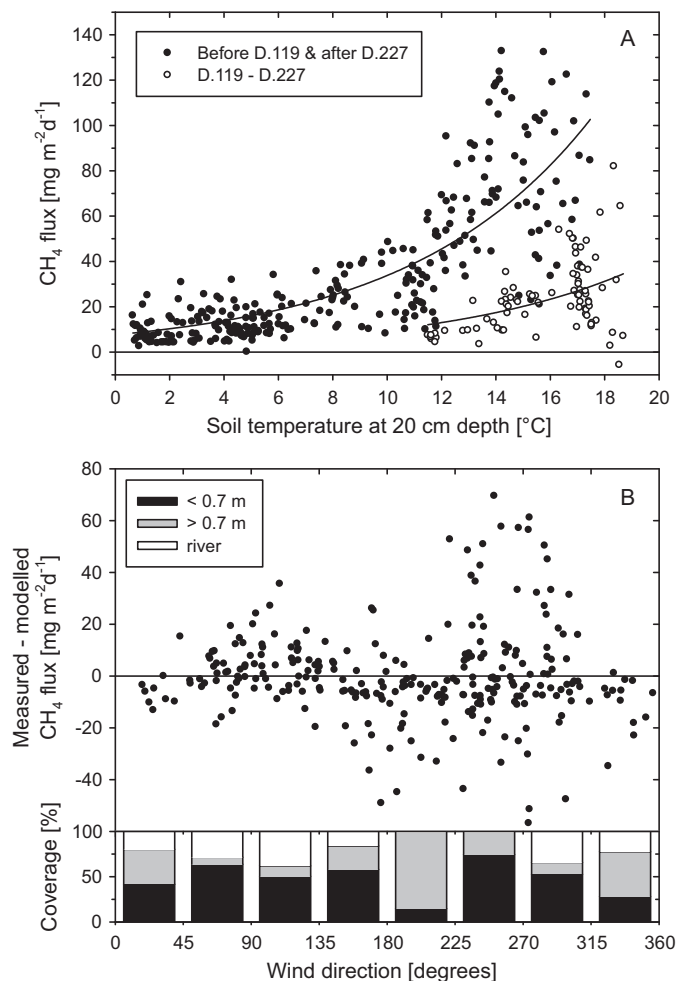 A
Before D.119 & after D.227
D.119 - D.227
140
120
100
80
60
40
20
0
CH₄ flux [mg m⁻²d⁻¹]
0 2 4 6 8 10 12 14 16 18 20
Soil temperature at 20 cm depth [°C]
B
< 0.7 m
> 0.7 m
river
80
60
40
20
0
-20
-40
Measured - modelled
CH₄ flux [mg m⁻²d⁻¹]
100
50
0
Coverage [%]
0 45 90 135 180 225 270 315 360
Wind direction [degrees]